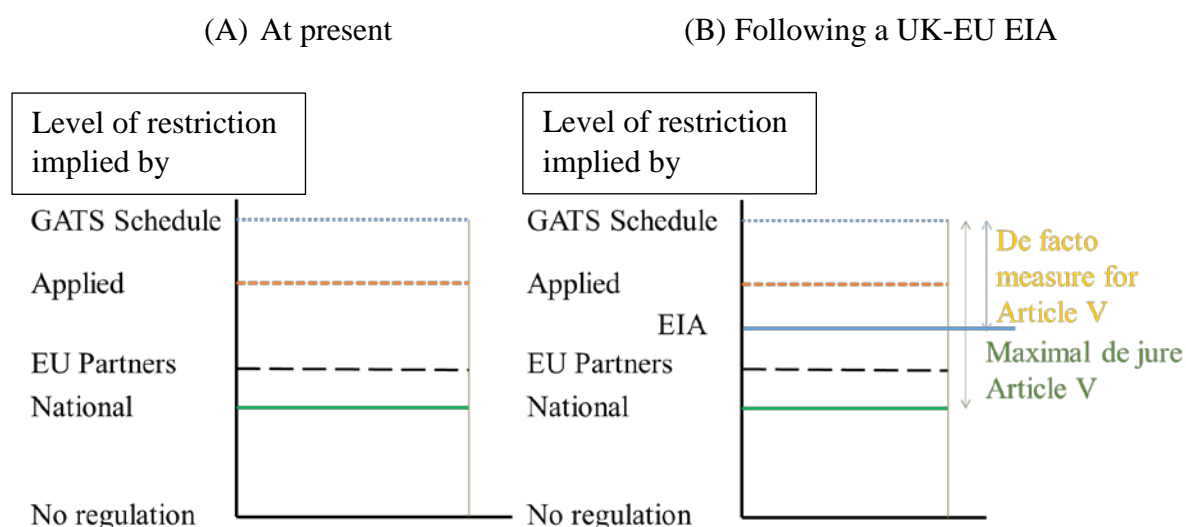 (A) At present
Level of restriction
implied by
GATS Schedule
Applied
EU Partners
National
No regulation
(B) Following a UK-EU EIA
Level of restriction
implied by
GATS Schedule
Applied
EIA
EU Partners
National
No regulation
De facto
measure for
Article V
Maximal de jure
Article V